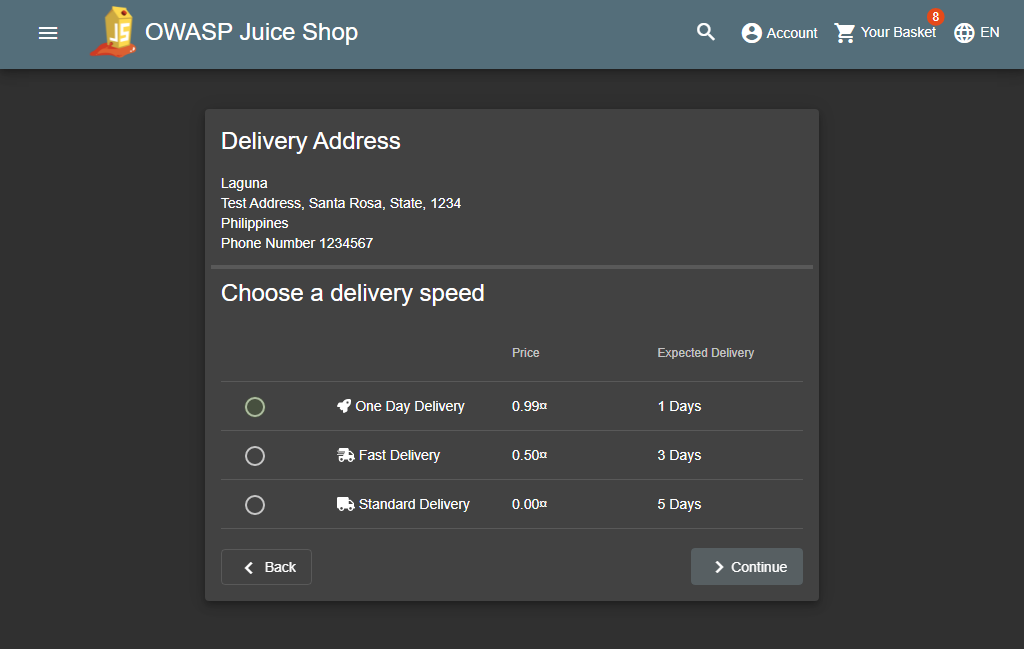 OWASP Juice Shop
Account
Your Basket
8
EN
Delivery Address
Laguna
Test Address, Santa Rosa, State, 1234
Philippines
Phone Number 1234567
Choose a delivery speed
Price Expected Delivery
One Day Delivery 0.99¤ 1 Days
Fast Delivery 0.50¤ 3 Days
Standard Delivery 0.00¤ 5 Days
Back
Continue